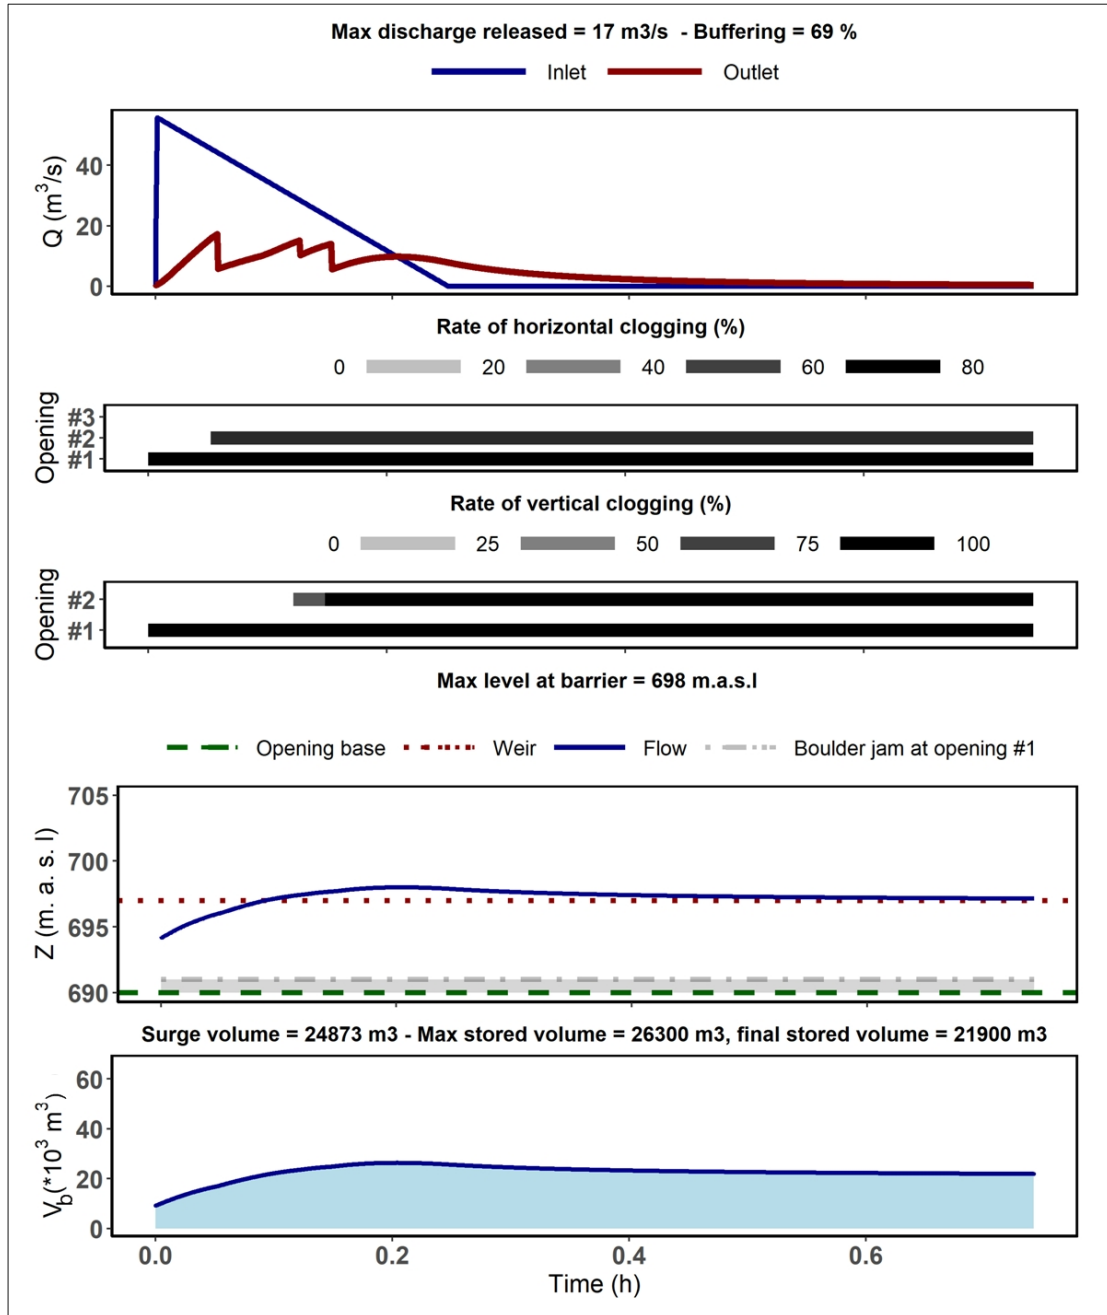 Max discharge released = 17 m3/s - Buffering = 69 %
Inlet Outlet
Q (m³/s)
40
20
0
Rate of horizontal clogging (%)
0 20 40 60 80
Opening
#3
#2
#1
Rate of vertical clogging (%)
0 25 50 75 100
Opening
#2
#1
Max level at barrier = 698 m.a.s.l
Opening base Weir Flow Boulder jam at opening #1
Z (m. a. s. l)
705
700
695
690
Surge volume = 24873 m3 - Max stored volume = 26300 m3, final stored volume = 21900 m3
V_b(*10³ m³)
60
40
20
0
0.0 0.2 0.4 0.6
Time (h)